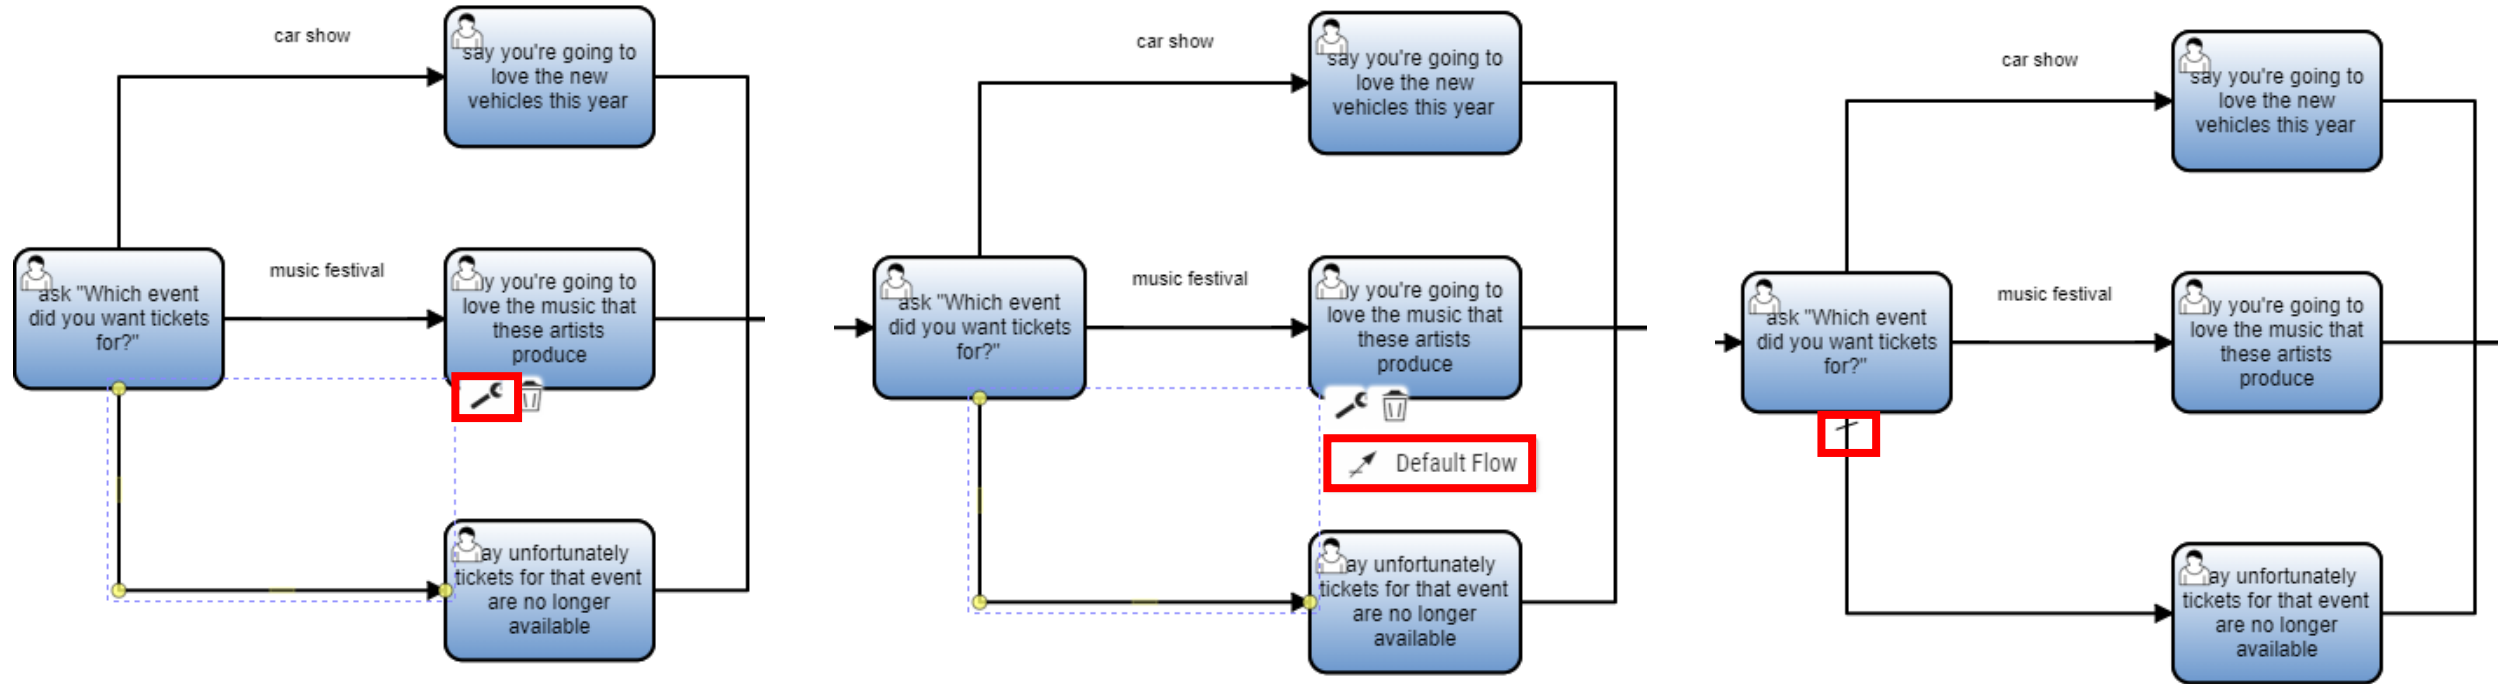 car show
say you're going to
love the new
vehicles this year
music festival
ask "Which event
did you want tickets
for?"
y you're going to
love the music that
these artists
produce
ay unfortunately
tickets for that event
are no longer
available
car show
say you're going to
love the new
vehicles this year
music festival
ask "Which event
did you want tickets
for?"
y you're going to
love the music that
these artists
produce
Default Flow
ay unfortunately
tickets for that event
are no longer
available
car show
say you're going to
love the new
vehicles this year
music festival
ask "Which event
did you want tickets
for?"
y you're going to
love the music that
these artists
produce
ay unfortunately
tickets for that event
are no longer
available